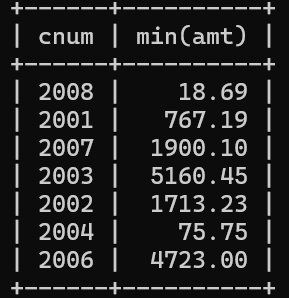 +------+----------+
| cnum | min(amt) |
+------+----------+
| 2008 |    18.69 |
| 2001 |   767.19 |
| 2007 |  1900.10 |
| 2003 |  5160.45 |
| 2002 |  1713.23 |
| 2004 |    75.75 |
| 2006 |  4723.00 |
+------+----------+